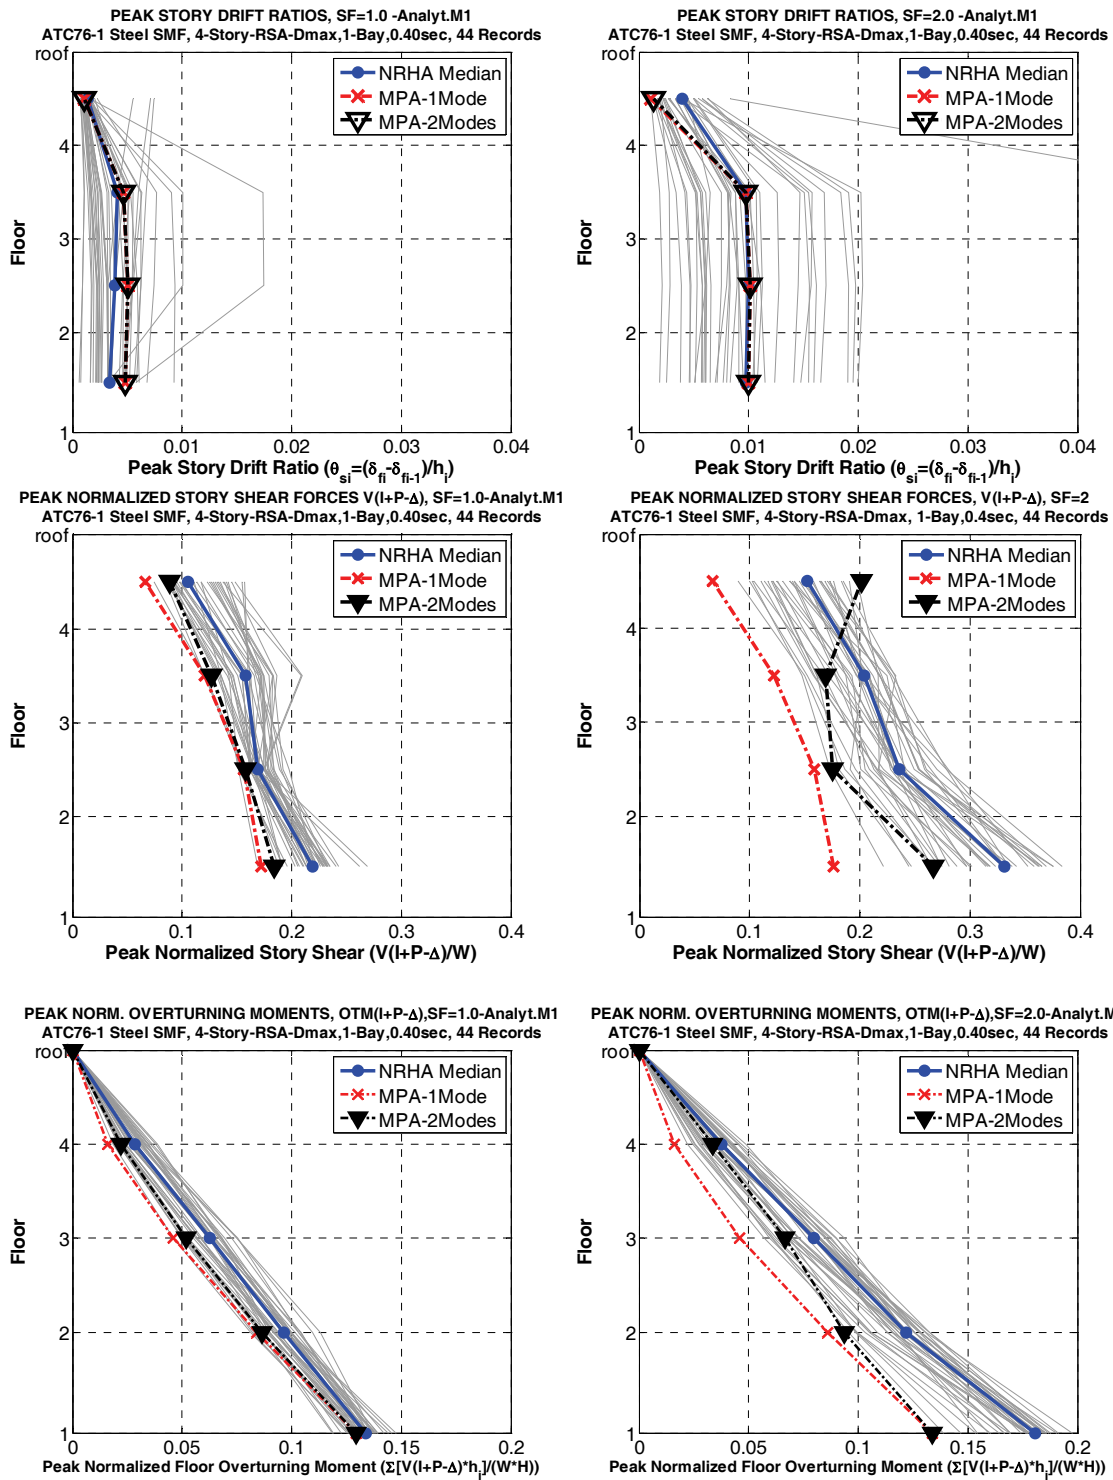 PEAK STORY DRIFT RATIOS, SF=1.0 -Analyt.M1
ATC76-1 Steel SMF, 4-Story-RSA-Dmax,1-Bay,0.40sec, 44 Records
roof
NRHA Median
MPA-1Mode
MPA-2Modes
4
3
2
1
Floor
0 0.01 0.02 0.03 0.04
Peak Story Drift Ratio (θsi=(δfi-δfi-1)/hi)
PEAK STORY DRIFT RATIOS, SF=2.0 -Analyt.M1
ATC76-1 Steel SMF, 4-Story-RSA-Dmax,1-Bay,0.40sec, 44 Records
roof
NRHA Median
MPA-1Mode
MPA-2Modes
4
3
2
1
Floor
0 0.01 0.02 0.03 0.04
Peak Story Drift Ratio (θsi=(δfi-δfi-1)/hi)
PEAK NORMALIZED STORY SHEAR FORCES V(I+P-Δ), SF=1.0-Analyt.M1
ATC76-1 Steel SMF, 4-Story-RSA-Dmax,1-Bay,0.40sec, 44 Records
roof
NRHA Median
MPA-1Mode
MPA-2Modes
4
3
2
1
Floor
0 0.1 0.2 0.3 0.4
Peak Normalized Story Shear (V(I+P-Δ)/W)
PEAK NORMALIZED STORY SHEAR FORCES, V(I+P-Δ), SF=2
ATC76-1 Steel SMF, 4-Story-RSA-Dmax, 1-Bay,0.4sec, 44 Records
roof
NRHA Median
MPA-1Mode
MPA-2Modes
4
3
2
1
Floor
0 0.1 0.2 0.3 0.4
Peak Normalized Story Shear (V(I+P-Δ)/W)
PEAK NORM. OVERTURNING MOMENTS, OTM(I+P-Δ),SF=1.0-Analyt.M1
ATC76-1 Steel SMF, 4-Story-RSA-Dmax,1-Bay,0.40sec, 44 Records
roof
NRHA Median
MPA-1Mode
MPA-2Modes
4
3
2
1
Floor
0 0.05 0.1 0.15 0.2
Peak Normalized Floor Overturning Moment (Σ[V(I+P-Δ)*hi]/(W*H))
PEAK NORM. OVERTURNING MOMENTS, OTM(I+P-Δ),SF=2.0-Analyt.M
ATC76-1 Steel SMF, 4-Story-RSA-Dmax,1-Bay,0.40sec, 44 Records
roof
NRHA Median
MPA-1Mode
MPA-2Modes
4
3
2
1
Floor
0 0.05 0.1 0.15 0.2
Peak Normalized Floor Overturning Moment (Σ[V(I+P-Δ)*hi]/(W*H))